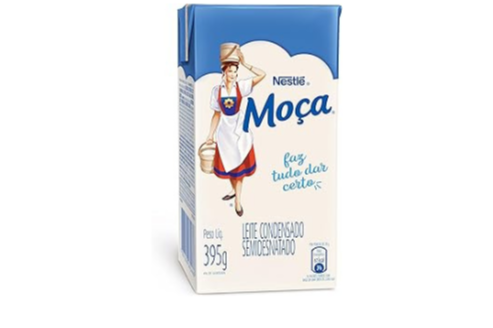 Nestlé
Moça
faz
tudo dar
certo
LEITE CONDENSADO
SEMIDESNATADO
Peso Líq.
395g